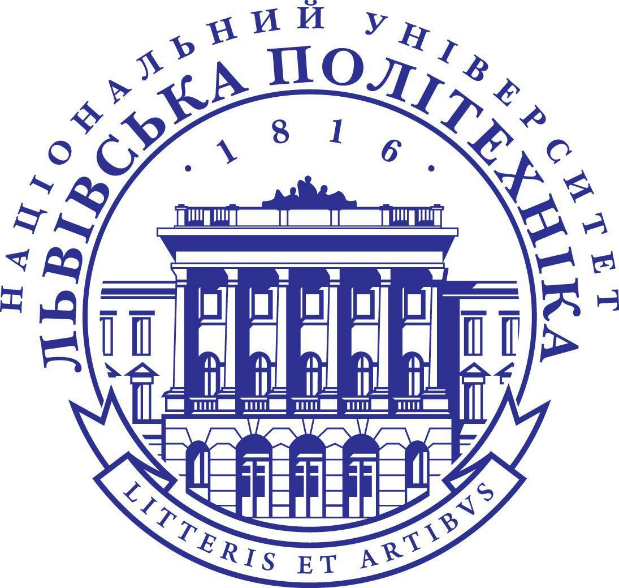 НАЦІОНАЛЬНИЙ УНІВЕРСИТЕТ
ЛЬВІВСЬКА ПОЛІТЕХНІКА
· 1816 ·
LITTERIS ET ARTIBVS